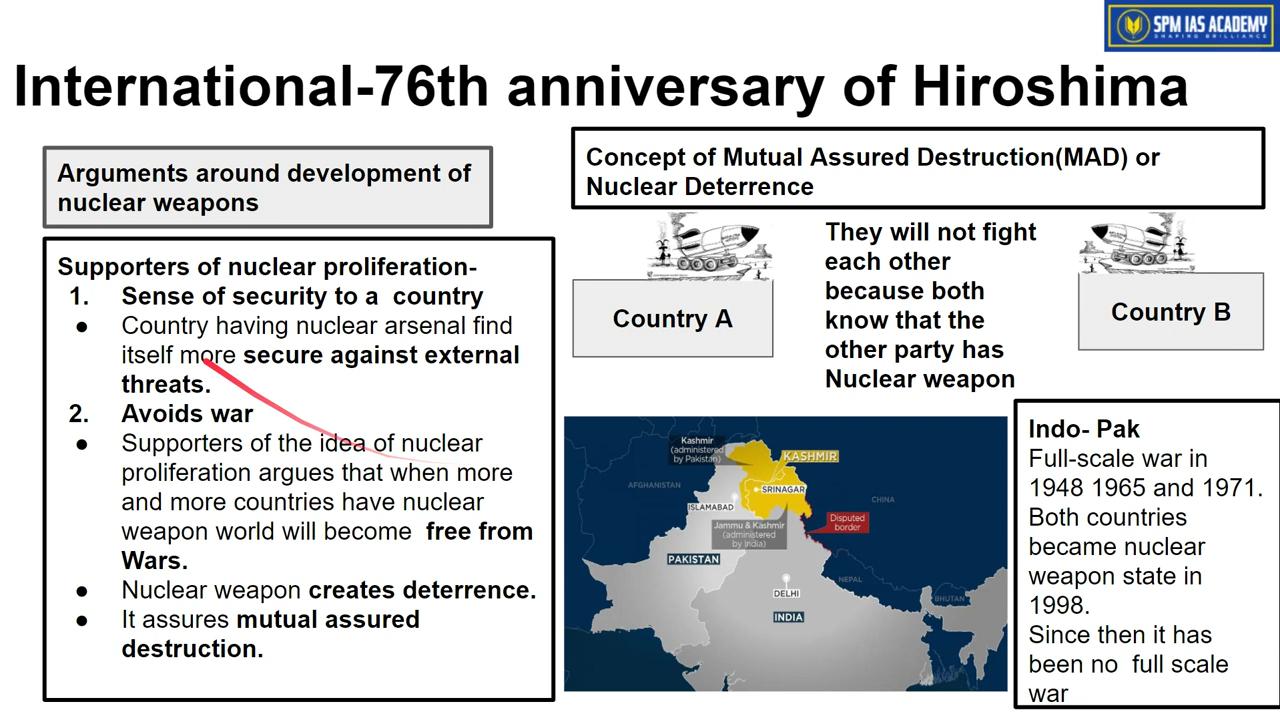 SPM IAS ACADEMY
SHAPING BRILLIANCE
International-76th anniversary of Hiroshima
Arguments around development of
nuclear weapons
Supporters of nuclear proliferation-
1. Sense of security to a  country
● Country having nuclear arsenal find
itself more secure against external
threats.
2. Avoids war
● Supporters of the idea of nuclear
proliferation argues that when more
and more countries have nuclear
weapon world will become  free from
Wars.
● Nuclear weapon creates deterrence.
● It assures mutual assured
destruction.
Concept of Mutual Assured Destruction(MAD) or
Nuclear Deterrence
Country A
They will not fight
each other
because both
know that the
other party has
Nuclear weapon
Country B
Kashmir
(administered
by Pakistan)
KASHMIR
AFGHANISTAN
SRINAGAR
CHINA
ISLAMABAD
Jammu & Kashmir
(administered
by India)
Disputed
border
PAKISTAN
NEPAL
DELHI
BHUTAN
INDIA
Indo- Pak
Full-scale war in
1948 1965 and 1971.
Both countries
became nuclear
weapon state in
1998.
Since then it has
been no  full scale
war